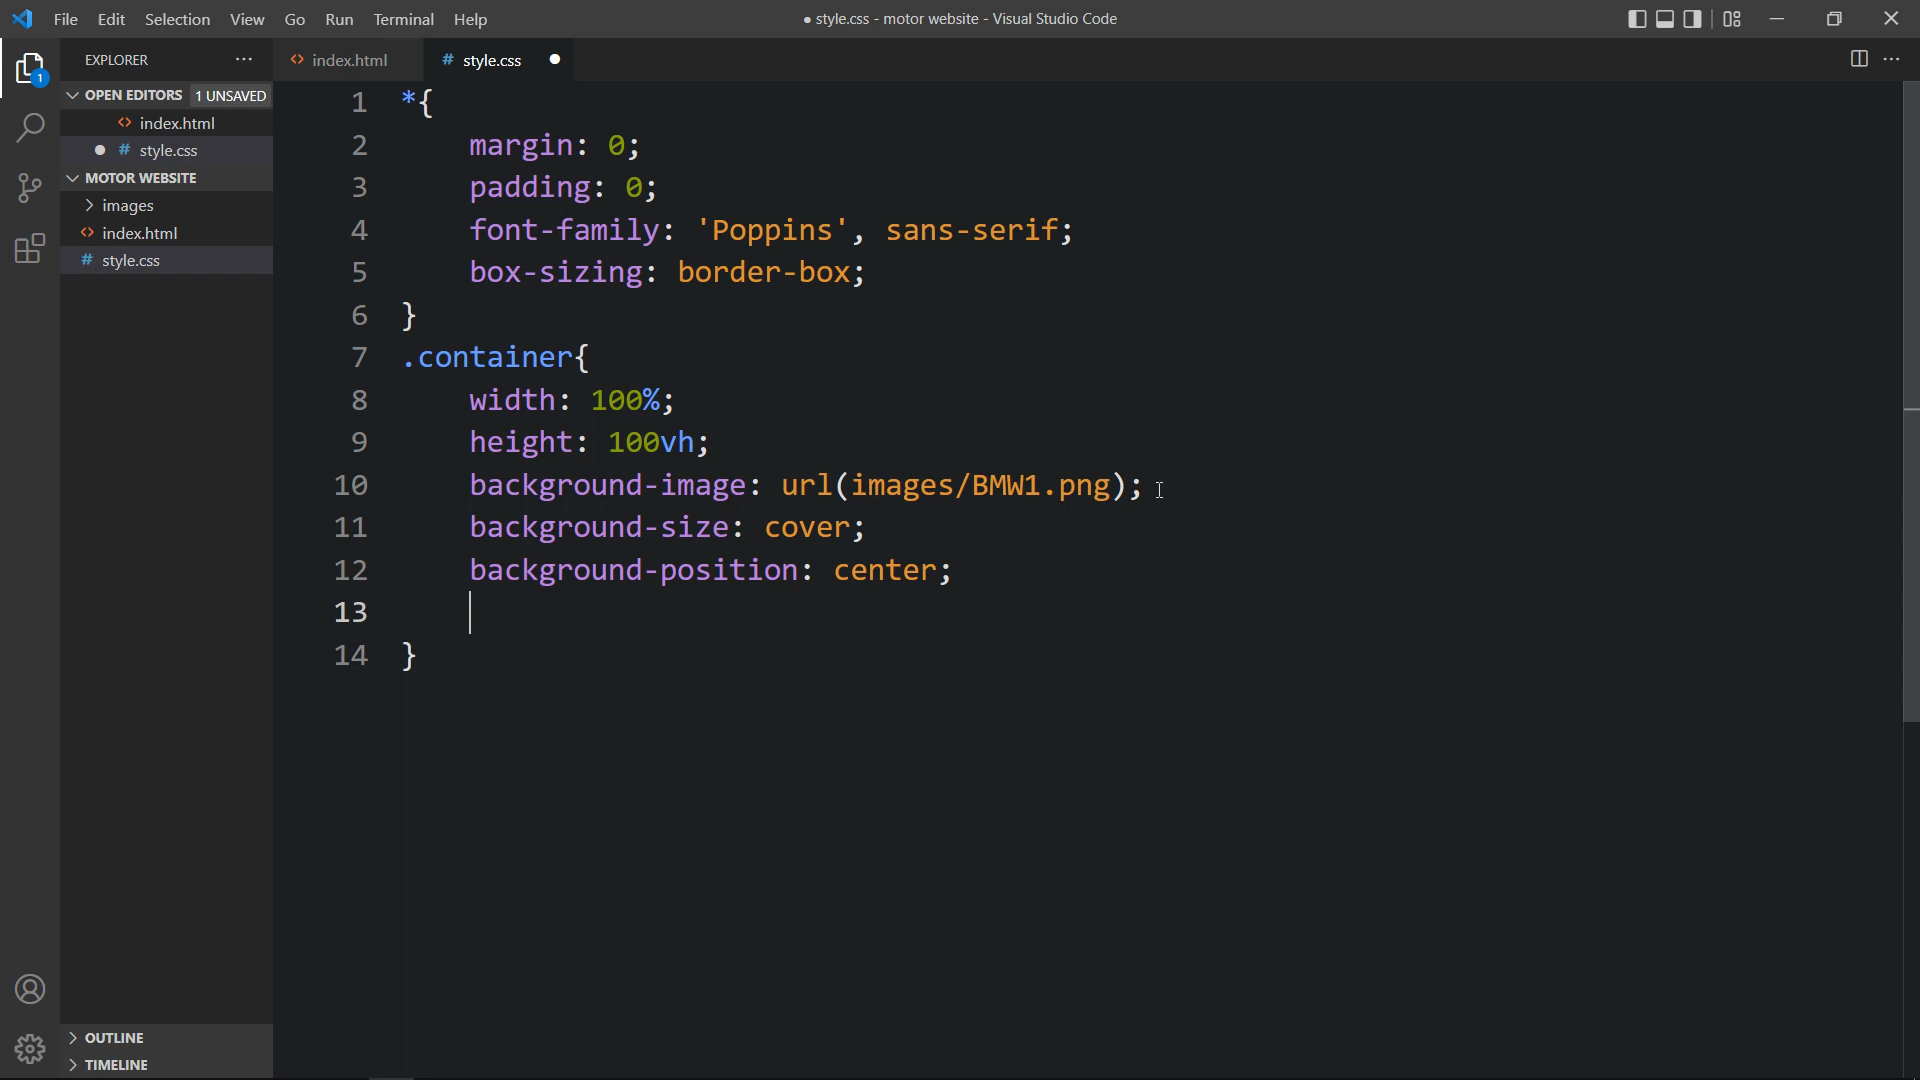 File Edit Selection View Go Run Terminal Help
● style.css - motor website - Visual Studio Code
EXPLORER
OPEN EDITORS 1 UNSAVED
<> index.html
● # style.css
MOTOR WEBSITE
images
<> index.html
# style.css
OUTLINE
TIMELINE
1
<> index.html
# style.css ●
1 *{
2     margin: 0;
3     padding: 0;
4     font-family: 'Poppins', sans-serif;
5     box-sizing: border-box;
6 }
7 .container{
8     width: 100%;
9     height: 100vh;
10     background-image: url(images/BMW1.png);
11     background-size: cover;
12     background-position: center;
13
14 }